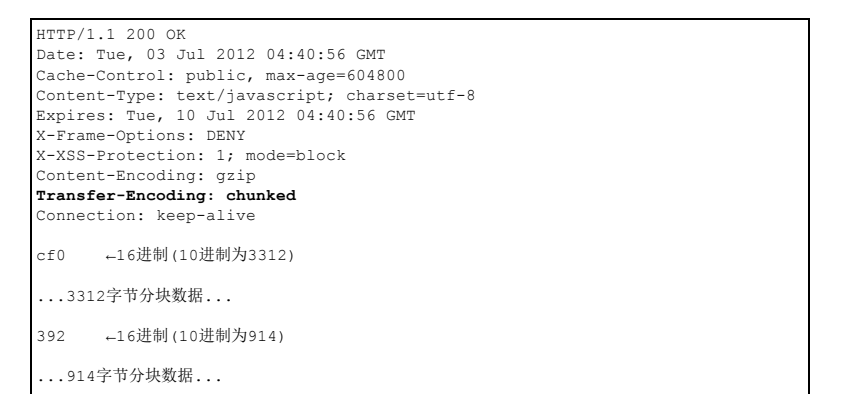 HTTP/1.1 200 OK
Date: Tue, 03 Jul 2012 04:40:56 GMT
Cache-Control: public, max-age=604800
Content-Type: text/javascript; charset=utf-8
Expires: Tue, 10 Jul 2012 04:40:56 GMT
X-Frame-Options: DENY
X-XSS-Protection: 1; mode=block
Content-Encoding: gzip
Transfer-Encoding: chunked
Connection: keep-alive
cf0 ←16进制(10进制为3312)
...3312字节分块数据...
392 ←16进制(10进制为914)
...914字节分块数据...